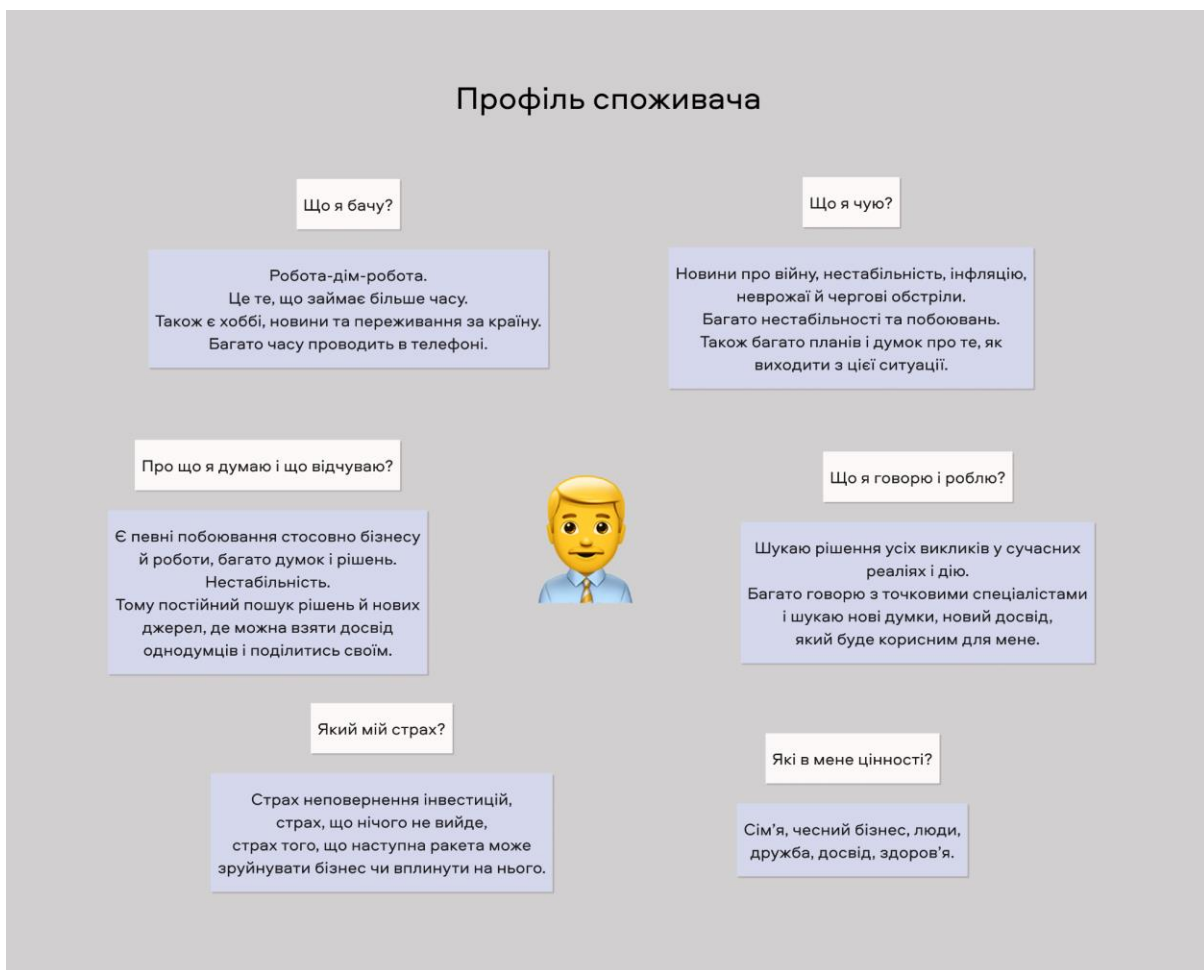 Профіль споживача
Що я бачу?
Робота-дім-робота.
Це те, що займає більше часу.
Також є хоббі, новини та переживання за країну.
Багато часу проводить в телефоні.
Що я чую?
Новини про війну, нестабільність, інфляцію,
неврожаї й чергові обстріли.
Багато нестабільності та побоювань.
Також багато планів і думок про те, як
виходити з цієї ситуації.
Про що я думаю і що відчуваю?
Є певні побоювання стосовно бізнесу
й роботи, багато думок і рішень.
Нестабільність.
Тому постійний пошук рішень й нових
джерел, де можна взяти досвід
однодумців і поділитись своїм.
Що я говорю і роблю?
Шукаю рішення усіх викликів у сучасних
реаліях і дію.
Багато говорю з точковими спеціалістами
і шукаю нові думки, новий досвід,
який буде корисним для мене.
Який мій страх?
Страх неповернення інвестицій,
страх, що нічого не вийде,
страх того, що наступна ракета може
зруйнувати бізнес чи вплинути на нього.
Які в мене цінності?
Сім’я, чесний бізнес, люди,
дружба, досвід, здоров’я.